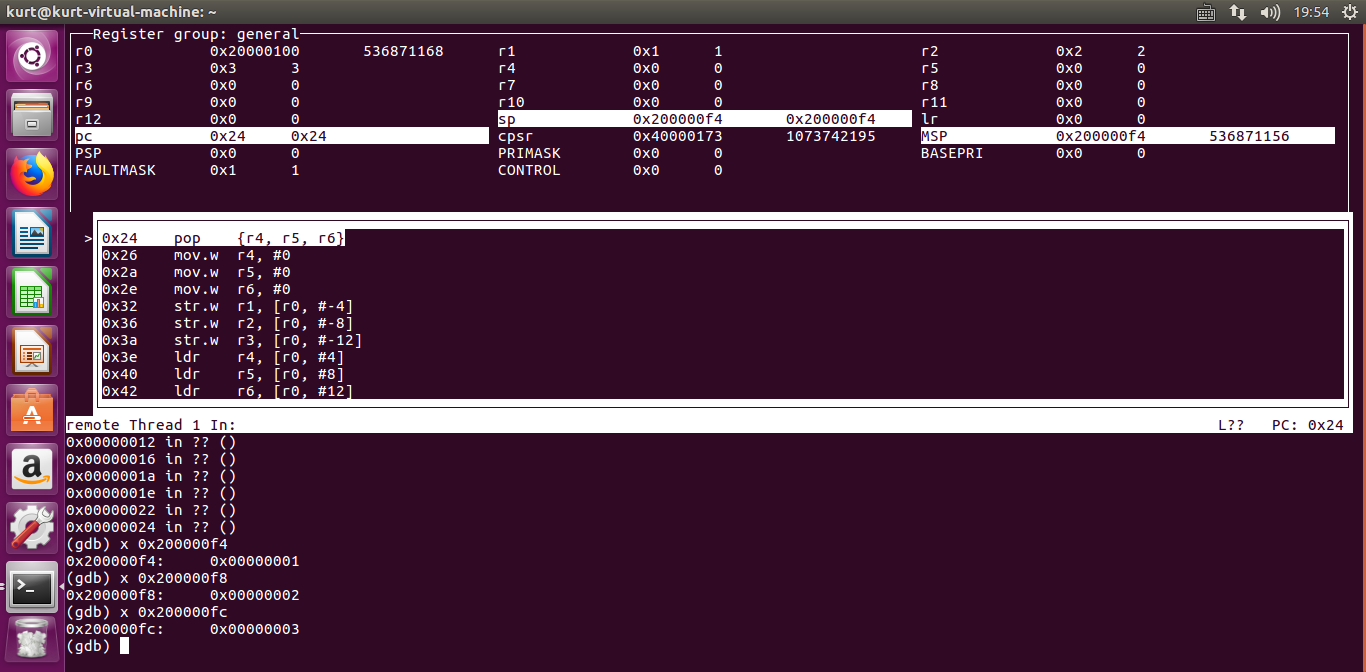 kurt@kurt-virtual-machine: ~ 19:54
Register group: general
r0 0x20000100 536871168 r1 0x1 1 r2 0x2 2
r3 0x3 3 r4 0x0 0 r5 0x0 0
r6 0x0 0 r7 0x0 0 r8 0x0 0
r9 0x0 0 r10 0x0 0 r11 0x0 0
r12 0x0 0 sp 0x200000f4 0x200000f4 lr 0x0 0
pc 0x24 0x24 cpsr 0x40000173 1073742195 MSP 0x200000f4 536871156
PSP 0x0 0 PRIMASK 0x0 0 BASEPRI 0x0 0
FAULTMASK 0x1 1 CONTROL 0x0 0
> 0x24 pop {r4, r5, r6}
0x26 mov.w r4, #0
0x2a mov.w r5, #0
0x2e mov.w r6, #0
0x32 str.w r1, [r0, #-4]
0x36 str.w r2, [r0, #-8]
0x3a str.w r3, [r0, #-12]
0x3e ldr r4, [r0, #4]
0x40 ldr r5, [r0, #8]
0x42 ldr r6, [r0, #12]
remote Thread 1 In: L?? PC: 0x24
0x00000012 in ?? ()
0x00000016 in ?? ()
0x0000001a in ?? ()
0x0000001e in ?? ()
0x00000022 in ?? ()
0x00000024 in ?? ()
(gdb) x 0x200000f4
0x200000f4: 0x00000001
(gdb) x 0x200000f8
0x200000f8: 0x00000002
(gdb) x 0x200000fc
0x200000fc: 0x00000003
(gdb)